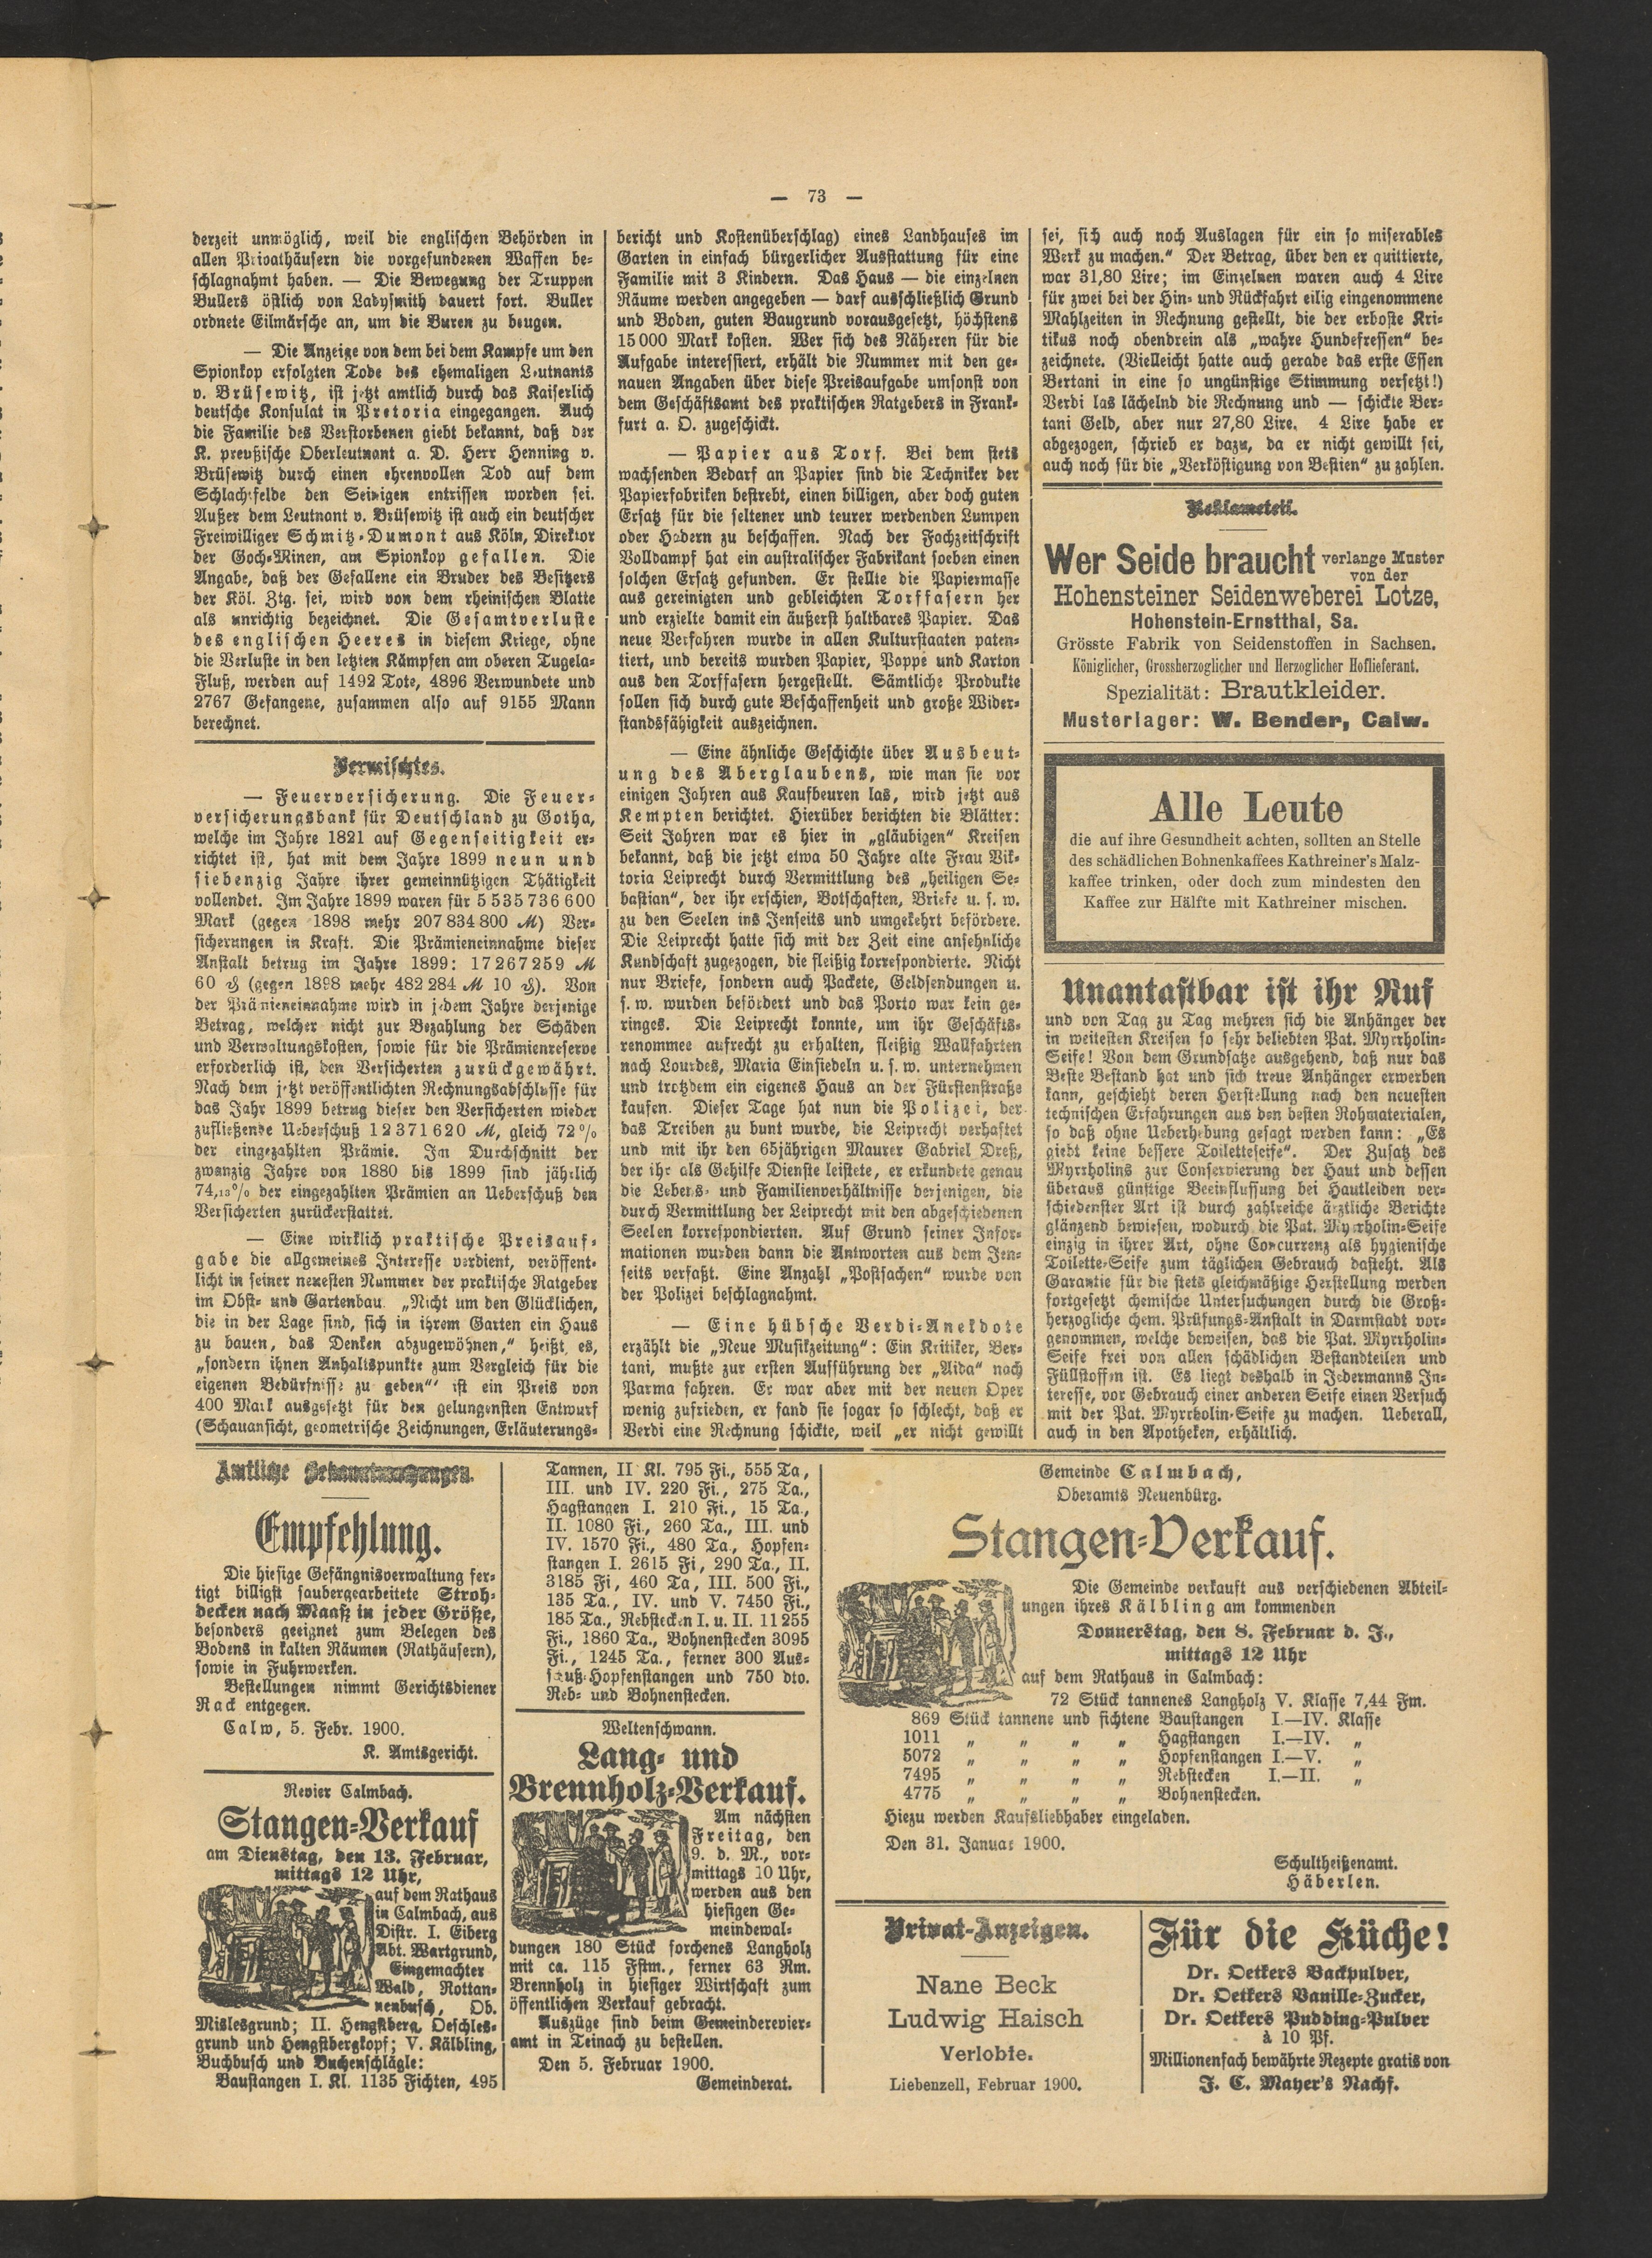 — 73 —
derzeit unmöglich, weil die englischen Behörden in
allen Privathäusern die vorgefundenen Waffen be-
schlagnahmt haben. — Die Bewegung der Truppen
Bullers östlich von Ladysmith dauert fort. Buller
ordnete Eilmärsche an, um die Buren zu beugen.
— Die Anzeige von dem bei dem Kampfe um den
Spionkop erfolgten Tode des ehemaligen Leutnants
v. Brüsewitz, ist jetzt amtlich durch das Kaiserlich
deutsche Konsulat in Pretoria eingegangen. Auch
die Familie des Verstorbenen giebt bekannt, daß der
K. preußische Oberleutnant a. D. Herr Henning v.
Brüsewitz durch einen ehrenvollen Tod auf dem
Schlachtfelde den Seinigen entrissen worden sei.
Außer dem Leutnant v. Brüsewitz ist auch ein deutscher
Freiwilliger Schmitz-Dumont aus Köln, Direktor
der Goch-Minen, am Spionkop gefallen. Die
Angabe, daß der Gefallene ein Bruder des Besitzers
der Köl. Ztg. sei, wird von dem rheinischen Blatte
als unrichtig bezeichnet. Die Gesamtverluste
des englischen Heeres in diesem Kriege, ohne
die Verluste in den letzten Kämpfen am oberen Tugela-
Fluß, werden auf 1492 Tote, 4896 Verwundete und
2767 Gefangene, zusammen also auf 9155 Mann
berechnet.
Vermischtes.
— Feuerversicherung. Die Feuer-
versicherungsbank für Deutschland zu Gotha,
welche im Jahre 1821 auf Gegenseitigkeit er-
richtet ist, hat mit dem Jahre 1899 neun und
siebenzig Jahre ihrer gemeinnützigen Thätigkeit
vollendet. Im Jahre 1899 waren für 5 535 736 600
Mark (gegen 1898 mehr 207 834 800 ℳ) Ver-
sicherungen in Kraft. Die Prämieneinnahme dieser
Anstalt betrug im Jahre 1899: 17 267 259 ℳ
60 ₰ (gegen 1898 mehr 482 284 ℳ 10 ₰). Von
der Prämieneinnahme wird in jedem Jahre derjenige
Betrag, welcher nicht zur Bezahlung der Schäden
und Verwaltungskosten, sowie für die Prämienreserve
erforderlich ist, den Versicherten zurückgewährt.
Nach dem jetzt veröffentlichten Rechnungsabschlusse für
das Jahr 1899 betrug dieser den Versicherten wieder
zufließende Ueberschuß 12 371 620 ℳ, gleich 72%
der eingezahlten Prämie. Im Durchschnitt der
zwanzig Jahre von 1880 bis 1899 sind jährlich
74,13% der eingezahlten Prämien an Ueberschuß den
Versicherten zurückerstattet.
— Eine wirklich praktische Preisauf-
gabe die allgemeines Interesse verdient, veröffent-
licht in seiner neuesten Nummer der praktische Ratgeber
im Obst- und Gartenbau. „Nicht um den Glücklichen,
die in der Lage sind, sich in ihrem Garten ein Haus
zu bauen, das Denken abzugewöhnen,“ heißt es,
„sondern ihnen Anhaltspunkte zum Vergleich für die
eigenen Bedürfnisse zu geben“' ist ein Preis von
400 Mark ausgesetzt für den gelungensten Entwurf
(Schauansicht, geometrische Zeichnungen, Erläuterungs-
bericht und Kostenüberschlag) eines Landhauses im
Garten in einfach bürgerlicher Ausstattung für eine
Familie mit 3 Kindern. Das Haus — die einzelnen
Räume werden angegeben — darf ausschließlich Grund
und Boden, guten Baugrund vorausgesetzt, höchstens
15 000 Mark kosten. Wer sich des Näheren für die
Aufgabe interessiert, erhält die Nummer mit den ge-
nauen Angaben über diese Preisaufgabe umsonst von
dem Geschäftsamt des praktischen Ratgebers in Frank-
furt a. O. zugeschickt.
— Papier aus Torf. Bei dem stets
wachsenden Bedarf an Papier sind die Techniker der
Papierfabriken bestrebt, einen billigen, aber doch guten
Ersatz für die seltener und teurer werdenden Lumpen
oder Hadern zu beschaffen. Nach der Fachzeitschrift
Volldampf hat ein australischer Fabrikant soeben einen
solchen Ersatz gefunden. Er stellte die Papiermasse
aus gereinigten und gebleichten Torffasern her
und erzielte damit ein äußerst haltbares Papier. Das
neue Verfahren wurde in allen Kulturstaaten paten-
tiert, und bereits wurden Papier, Pappe und Karton
aus den Torffasern hergestellt. Sämtliche Produkte
sollen sich durch gute Beschaffenheit und große Wider-
standsfähigkeit auszeichnen.
— Eine ähnliche Geschichte über Ausbeut-
ung des Aberglaubens, wie man sie vor
einigen Jahren aus Kaufbeuren las, wird jetzt aus
Kempten berichtet. Hierüber berichten die Blätter:
Seit Jahren war es hier in „gläubigen“ Kreisen
bekannt, daß die jetzt etwa 50 Jahre alte Frau Vik-
toria Leiprecht durch Vermittlung des „heiligen Se-
bastian“, der ihr erschien, Botschaften, Briefe u. s. w.
zu den Seelen ins Jenseits und umgekehrt befördere.
Die Leiprecht hatte sich mit der Zeit eine ansehnliche
Kundschaft zugezogen, die fleißig korrespondierte. Nicht
nur Briefe, sondern auch Packete, Geldsendungen u.
s. w. wurden befördert und das Porto war kein ge-
ringes. Die Leiprecht konnte, um ihr Geschäfts-
renommee aufrecht zu erhalten, fleißig Wallfahrten
nach Lourdes, Maria Einsiedeln u. s. w. unternehmen
und trotzdem ein eigenes Haus an der Fürstenstraße
kaufen. Dieser Tage hat nun die Polizei, der
das Treiben zu bunt wurde, die Leiprecht verhaftet
und mit ihr den 65jährigen Maurer Gabriel Dreß,
der ihr als Gehilfe Dienste leistete, er erkundete genau
die Lebens- und Familienverhältnisse derjenigen, die
durch Vermittlung der Leiprecht mit den abgeschiedenen
Seelen korrespondierten. Auf Grund seiner Infor-
mationen wurden dann die Antworten aus dem Jen-
seits verfaßt. Eine Anzahl „Postsachen“ wurde von
der Polizei beschlagnahmt.
— Eine hübsche Verdi-Anekdote
erzählt die „Neue Musikzeitung“: Ein Kritiker, Ber-
tani, mußte zur ersten Aufführung der „Aida“ nach
Parma fahren. Er war aber mit der neuen Oper
wenig zufrieden, er fand sie sogar so schlecht, daß er
Verdi eine Rechnung schickte, weil „er nicht gewillt
sei, sich auch noch Auslagen für ein so miserables
Werk zu machen.“ Der Betrag, über den er quittierte,
war 31,80 Lire; im Einzelnen waren auch 4 Lire
für zwei bei der Hin- und Rückfahrt eilig eingenommene
Mahlzeiten in Rechnung gestellt, die der erboste Kri-
tikus noch obendrein als „wahre Hundefressen“ be-
zeichnete. (Vielleicht hatte auch gerade das erste Essen
Bertani in eine so ungünstige Stimmung versetzt!)
Verdi las lächelnd die Rechnung und — schickte Ber-
tani Geld, aber nur 27,80 Lire. 4 Lire habe er
abgezogen, schrieb er dazu, da er nicht gewillt sei,
auch noch für die „Verköstigung von Bestien“ zu zahlen.
Reklameteil.
Wer Seide braucht verlange Muster
von der
Hohensteiner Seidenweberei Lotze,
Hohenstein-Ernstthal, Sa.
Grösste Fabrik von Seidenstoffen in Sachsen.
Königlicher, Grossherzoglicher und Herzoglicher Hoflieferant.
Spezialität: Brautkleider.
Musterlager: W. Bender, Calw.
Alle Leute
die auf ihre Gesundheit achten, sollten an Stelle
des schädlichen Bohnenkaffees Kathreiner's Malz-
kaffee trinken, oder doch zum mindesten den
Kaffee zur Hälfte mit Kathreiner mischen.
Unantastbar ist ihr Ruf
und von Tag zu Tag mehren sich die Anhänger der
in weitesten Kreisen so sehr beliebten Pat. Myrrholin-
Seife! Von dem Grundsatze ausgehend, daß nur das
Beste Bestand hat und sich treue Anhänger erwerben
kann, geschieht deren Herstellung nach den neuesten
technischen Erfahrungen aus den besten Rohmaterialen,
so daß ohne Ueberhebung gesagt werden kann: „Es
giebt keine bessere Toiletteseife“. Der Zusatz des
Myrrholins zur Conservierung der Haut und dessen
überaus günstige Beeinflussung bei Hautleiden ver-
schiedenster Art ist durch zahlreiche ärztliche Berichte
glänzend bewiesen, wodurch die Pat. Myrrholin-Seife
einzig in ihrer Art, ohne Concurrenz als hygienische
Toilette-Seife zum täglichen Gebrauch dasteht. Als
Garantie für die stets gleichmäßige Herstellung werden
fortgesetzt chemische Untersuchungen durch die Groß-
herzogliche chem. Prüfungs-Anstalt in Darmstadt vor-
genommen, welche beweisen, das die Pat. Myrrholin-
Seife frei von allen schädlichen Bestandteilen und
Füllstoffen ist. Es liegt deshalb in Jedermanns In-
teresse, vor Gebrauch einer anderen Seife einen Versuch
mit der Pat. Myrrholin-Seife zu machen. Ueberall,
auch in den Apotheken, erhältlich.
Amtliche Bekanntmachungen.
Empfehlung.
Die hiesige Gefängnisverwaltung fer-
tigt billigst saubergearbeitete Stroh-
decken nach Maaß in jeder Größe,
besonders geeignet zum Belegen des
Bodens in kalten Räumen (Rathäusern),
sowie in Fuhrwerken.
Bestellungen nimmt Gerichtsdiener
Rack entgegen.
Calw, 5. Febr. 1900.
K. Amtsgericht.
Revier Calmbach.
Stangen-Verkauf
am Dienstag, den 13. Februar,
mittags 12 Uhr,
auf dem Rathaus
in Calmbach, aus
Distr. I. Eiberg
Abt. Wartgrund,
Eingemachter
Wald, Rottan-
nenbusch, Ob.
Mislesgrund; II. Hengstberg, Oeschles-
grund und Hengstbergkopf; V. Kälbling,
Buchbusch und Buchenschlägle:
Baustangen I. Kl. 1135 Fichten, 495
Tannen, II Kl. 795 Fi., 555 Ta,
III. und IV. 220 Fi., 275 Ta.,
Hagstangen I. 210 Fi., 15 Ta.,
II. 1080 Fi., 260 Ta., III. und
IV. 1570 Fi., 480 Ta., Hopfen-
stangen I. 2615 Fi, 290 Ta., II.
3185 Fi, 460 Ta, III. 500 Fi.,
135 Ta., IV. und V. 7450 Fi.,
185 Ta., Rebstecken I. u. II. 11 255
Fi., 1860 Ta., Bohnenstecken 3095
Fi., 1245 Ta., ferner 300 Aus-
schuß-Hopfenstangen und 750 dto.
Reb- und Bohnenstecken.
Weltenschwann.
Lang- und
Brennholz-Verkauf.
Am nächsten
Freitag, den
9. d. M., vor-
mittags 10 Uhr,
werden aus den
hiesigen Ge-
meindewal-
dungen 180 Stück forchenes Langholz
mit ca. 115 Fstm., ferner 63 Rm.
Brennholz in hiesiger Wirtschaft zum
öffentlichen Verkauf gebracht.
Auszüge sind beim Gemeinderevier-
amt in Teinach zu bestellen.
Den 5. Februar 1900.
Gemeinderat.
Gemeinde Calmbach,
Oberamts Neuenbürg.
Stangen-Verkauf.
Die Gemeinde verkauft aus verschiedenen Abteil-
ungen ihres Kälbling am kommenden
Donnerstag, den 8. Februar d. J.,
mittags 12 Uhr
auf dem Rathaus in Calmbach:
72 Stück tannenes Langholz V. Klasse 7,44 Fm.
869 Stück tannene und fichtene Baustangen I.—IV. Klasse
1011 „ „ „ „ Hagstangen I.—IV. „
5072 „ „ „ „ Hopfenstangen I.—V. „
7495 „ „ „ „ Rebstecken I.—II. „
4775 „ „ „ „ Bohnenstecken.
Hiezu werden Kaufsliebhaber eingeladen.
Den 31. Januar 1900.
Schultheißenamt.
Häberlen.
Privat-Anzeigen.
Nane Beck
Ludwig Haisch
Verlobte.
Liebenzell, Februar 1900.
Für die Küche!
Dr. Oetkers Backpulver,
Dr. Oetkers Vanille-Zucker,
Dr. Oetkers Pudding-Pulver
à 10 Pf.
Millionenfach bewährte Rezepte gratis von
J. C. Mayer's Nachf.